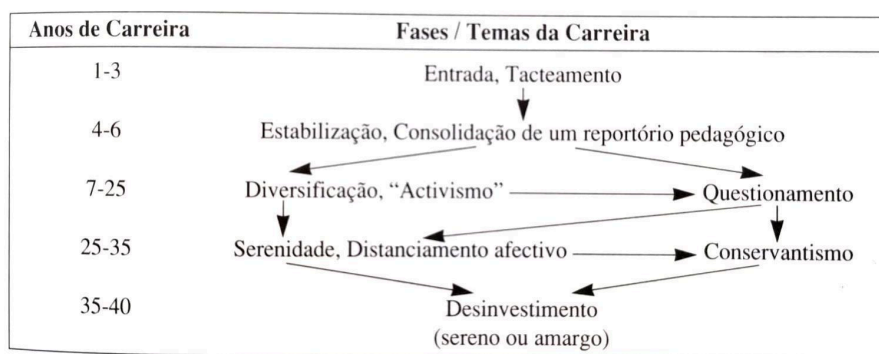 Anos de Carreira Fases / Temas da Carreira
1-3 Entrada, Tacteamento
4-6 Estabilização, Consolidação de um reportório pedagógico
7-25 Diversificação, “Activismo” Questionamento
25-35 Serenidade, Distanciamento afectivo Conservantismo
35-40 Desinvestimento
(sereno ou amargo)